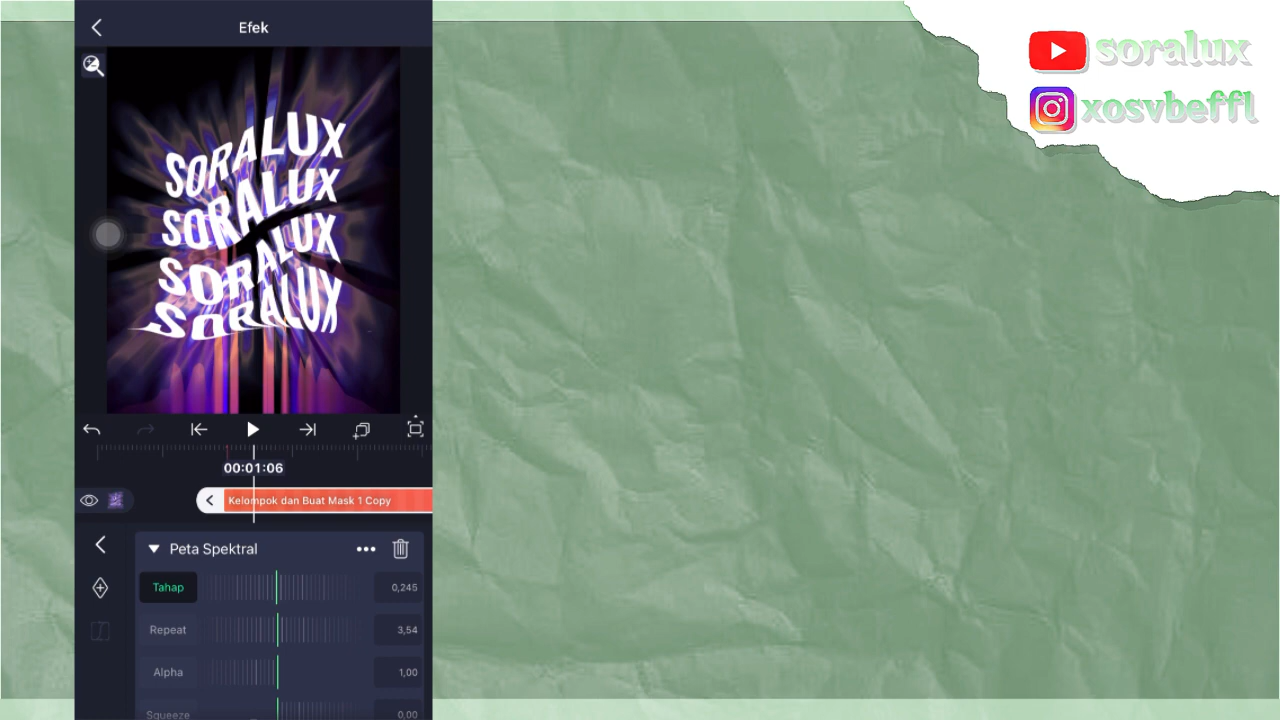 Efek
SORALUX
SORALUX
SORALUX
SORALUX
00:01:06
Kelompok dan Buat Mask 1 Copy
Peta Spektral
Tahap 0,245
Repeat 3,54
Alpha 1,00
Squeeze 0,00
soralux
xosvbeffl